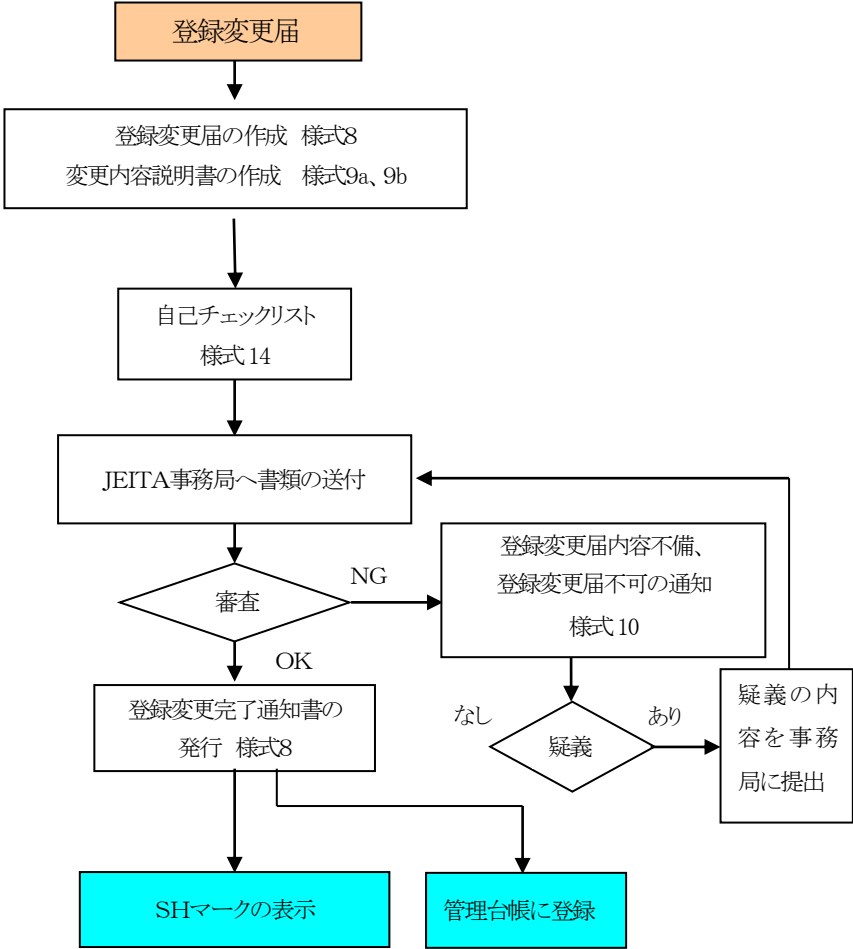 登録変更届
登録変更届の作成 様式8
変更内容説明書の作成 様式9a、9b
自己チェックリスト
様式14
JEITA事務局へ書類の送付
審査
NG
OK
登録変更届内容不備、
登録変更届不可の通知
様式10
登録変更完了通知書の
発行 様式8
なし
疑義
あり
疑義の内
容を事務
局に提出
SHマークの表示
管理台帳に登録